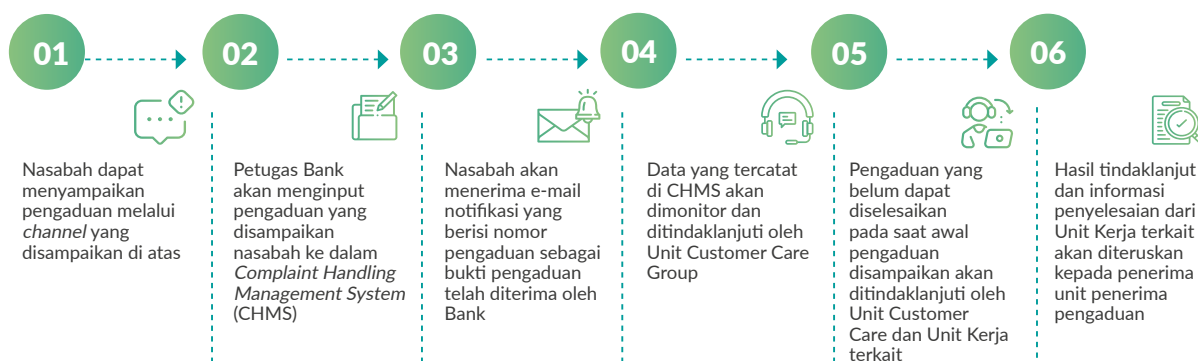 01
Nasabah dapat
menyampaikan
pengaduan melalui
channel yang
disampaikan di atas
02
Petugas Bank
akan menginput
pengaduan yang
disampaikan
nasabah ke dalam
Complaint Handling
Management System
(CHMS)
03
Nasabah akan
menerima e-mail
notifikasi yang
berisi nomor
pengaduan sebagai
bukti pengaduan
telah diterima oleh
Bank
04
Data yang tercatat
di CHMS akan
dimonitor dan
ditindaklanjuti oleh
Unit Customer Care
Group
05
Pengaduan yang
belum dapat
diselesaikan
pada saat awal
pengaduan
disampaikan akan
ditindaklanjuti oleh
Unit Customer
Care dan Unit Kerja
terkait
06
Hasil tindaklanjut
dan informasi
penyelesaian dari
Unit Kerja terkait
akan diteruskan
kepada penerima
unit penerima
pengaduan